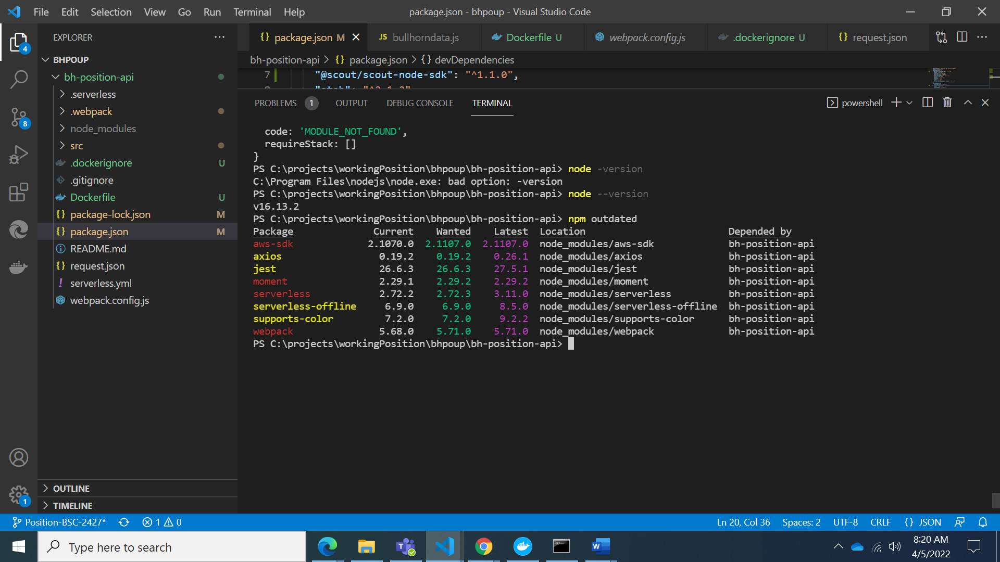 File Edit Selection View Go Run Terminal Help
package.json - bhpoup - Visual Studio Code
EXPLORER
4
BHPOUP
bh-position-api
.serverless
.webpack
node_modules
8
src
.dockerignore U
.gitignore
Dockerfile U
{} package-lock.json M
{} package.json M
README.md
{} request.json
! serverless.yml
webpack.config.js
OUTLINE
TIMELINE
1
{} package.json M
JS bullhorndata.js
Dockerfile U
webpack.config.js
.dockerignore U
{} request.json
bh-position-api > {} package.json > {} devDependencies
7 "@scout/scout-node-sdk": "^1.1.0",
PROBLEMS 1 OUTPUT DEBUG CONSOLE TERMINAL
powershell
code: 'MODULE_NOT_FOUND',
requireStack: []
}
PS C:\projects\workingPosition\bhpoup\bh-position-api> node -version
C:\Program Files\nodejs\node.exe: bad option: -version
PS C:\projects\workingPosition\bhpoup\bh-position-api> node --version
v16.13.2
PS C:\projects\workingPosition\bhpoup\bh-position-api> npm outdated
Package Current Wanted Latest Location Depended by
aws-sdk 2.1070.0 2.1107.0 2.1107.0 node_modules/aws-sdk bh-position-api
axios 0.19.2 0.19.2 0.26.1 node_modules/axios bh-position-api
jest 26.6.3 26.6.3 27.5.1 node_modules/jest bh-position-api
moment 2.29.1 2.29.2 2.29.2 node_modules/moment bh-position-api
serverless 2.72.2 2.72.3 3.11.0 node_modules/serverless bh-position-api
serverless-offline 6.9.0 6.9.0 8.5.0 node_modules/serverless-offline bh-position-api
supports-color 7.2.0 7.2.0 9.2.2 node_modules/supports-color bh-position-api
webpack 5.68.0 5.71.0 5.71.0 node_modules/webpack bh-position-api
PS C:\projects\workingPosition\bhpoup\bh-position-api>
Position-BSC-2427* 1 0
Ln 20, Col 36 Spaces: 2 UTF-8 CRLF {} JSON
Type here to search
8:20 AM
4/5/2022